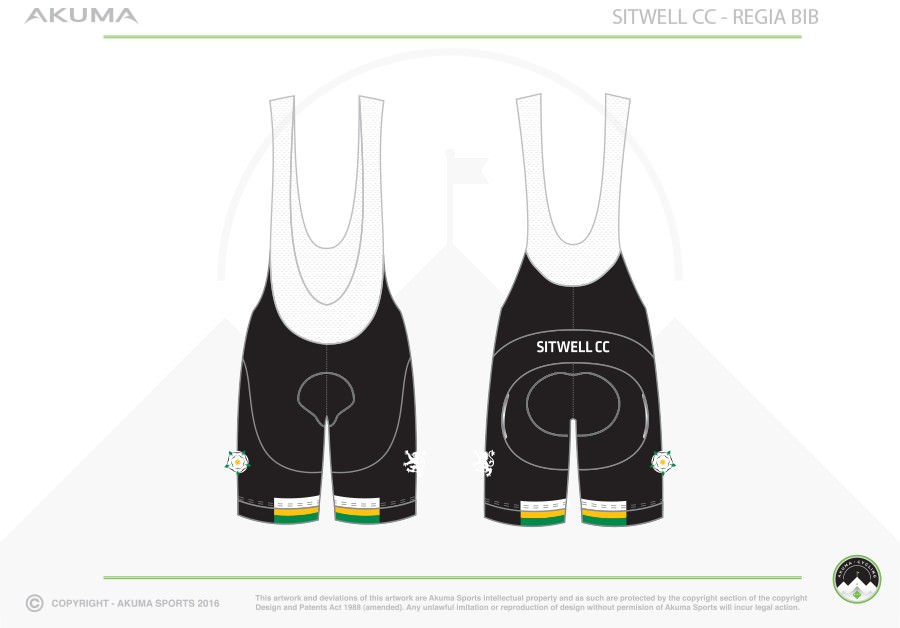 AKUMA
SITWELL CC - REGIA BIB
SITWELL CC
AKUMA - CYCLING
© COPYRIGHT - AKUMA SPORTS 2016
This artwork and deviations of this artwork are Akuma Sports intellectual property and as such are protected by the copyright section of the copyright
Design and Patents Act 1988 (amended). Any unlawful imitation or reproduction of design without permision of Akuma Sports will incur legal action.